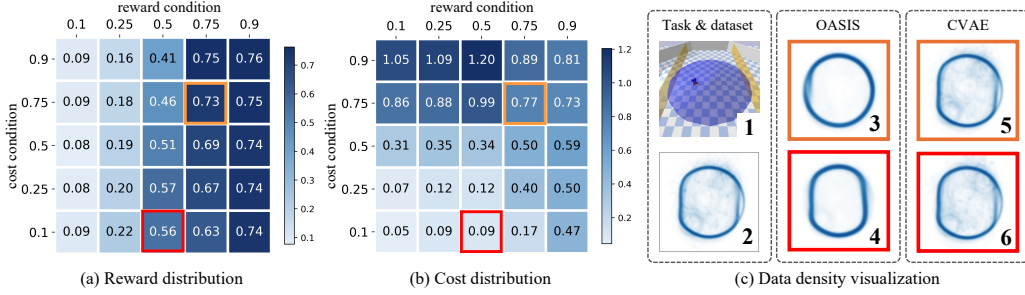 reward condition
0.1 0.25 0.5 0.75 0.9
cost condition
0.9 0.09 0.16 0.41 0.75 0.76
0.75 0.09 0.18 0.46 0.73 0.75
0.5 0.08 0.19 0.51 0.69 0.74
0.25 0.08 0.20 0.57 0.67 0.74
0.1 0.09 0.22 0.56 0.63 0.74
0.7
0.6
0.5
0.4
0.3
0.2
0.1
(a) Reward distribution
reward condition
0.1 0.25 0.5 0.75 0.9
cost condition
0.9 1.05 1.09 1.20 0.89 0.81
0.75 0.86 0.88 0.99 0.77 0.73
0.5 0.31 0.35 0.34 0.50 0.59
0.25 0.07 0.12 0.12 0.40 0.50
0.1 0.05 0.09 0.09 0.17 0.47
1.2
1.0
0.8
0.6
0.4
0.2
(b) Cost distribution
Task & dataset
1
2
OASIS
3
4
CVAE
5
6
(c) Data density visualization